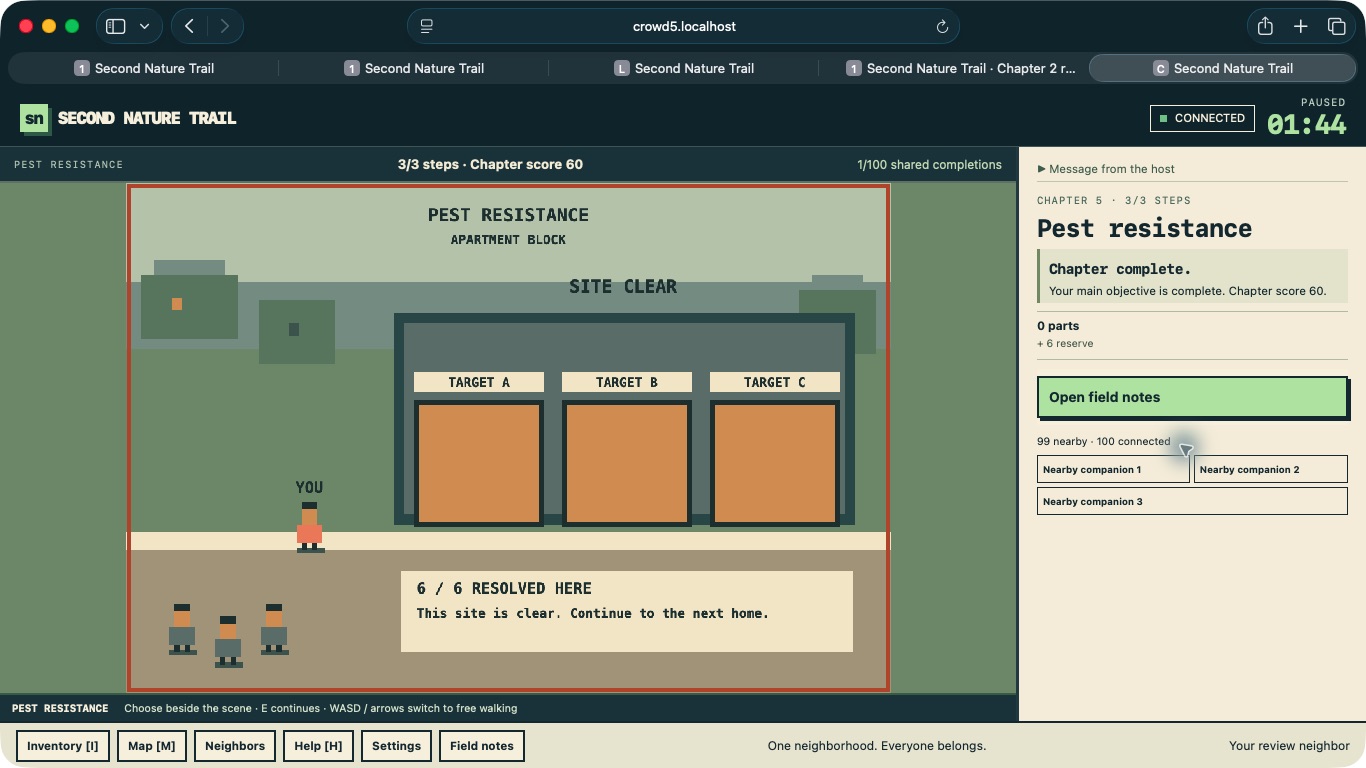 crowd5.localhost
1 Second Nature Trail
1 Second Nature Trail
L Second Nature Trail
1 Second Nature Trail · Chapter 2 r...
C Second Nature Trail
sn SECOND NATURE TRAIL
CONNECTED
PAUSED
01:44
PEST RESISTANCE
3/3 steps · Chapter score 60
1/100 shared completions
PEST RESISTANCE
APARTMENT BLOCK
SITE CLEAR
TARGET A
TARGET B
TARGET C
YOU
6 / 6 RESOLVED HERE
This site is clear. Continue to the next home.
PEST RESISTANCE
Choose beside the scene · E continues · WASD / arrows switch to free walking
Message from the host
CHAPTER 5 · 3/3 STEPS
Pest resistance
Chapter complete.
Your main objective is complete. Chapter score 60.
0 parts
+ 6 reserve
Open field notes
99 nearby · 100 connected
Nearby companion 1
Nearby companion 2
Nearby companion 3
Inventory [I]
Map [M]
Neighbors
Help [H]
Settings
Field notes
One neighborhood. Everyone belongs.
Your review neighbor